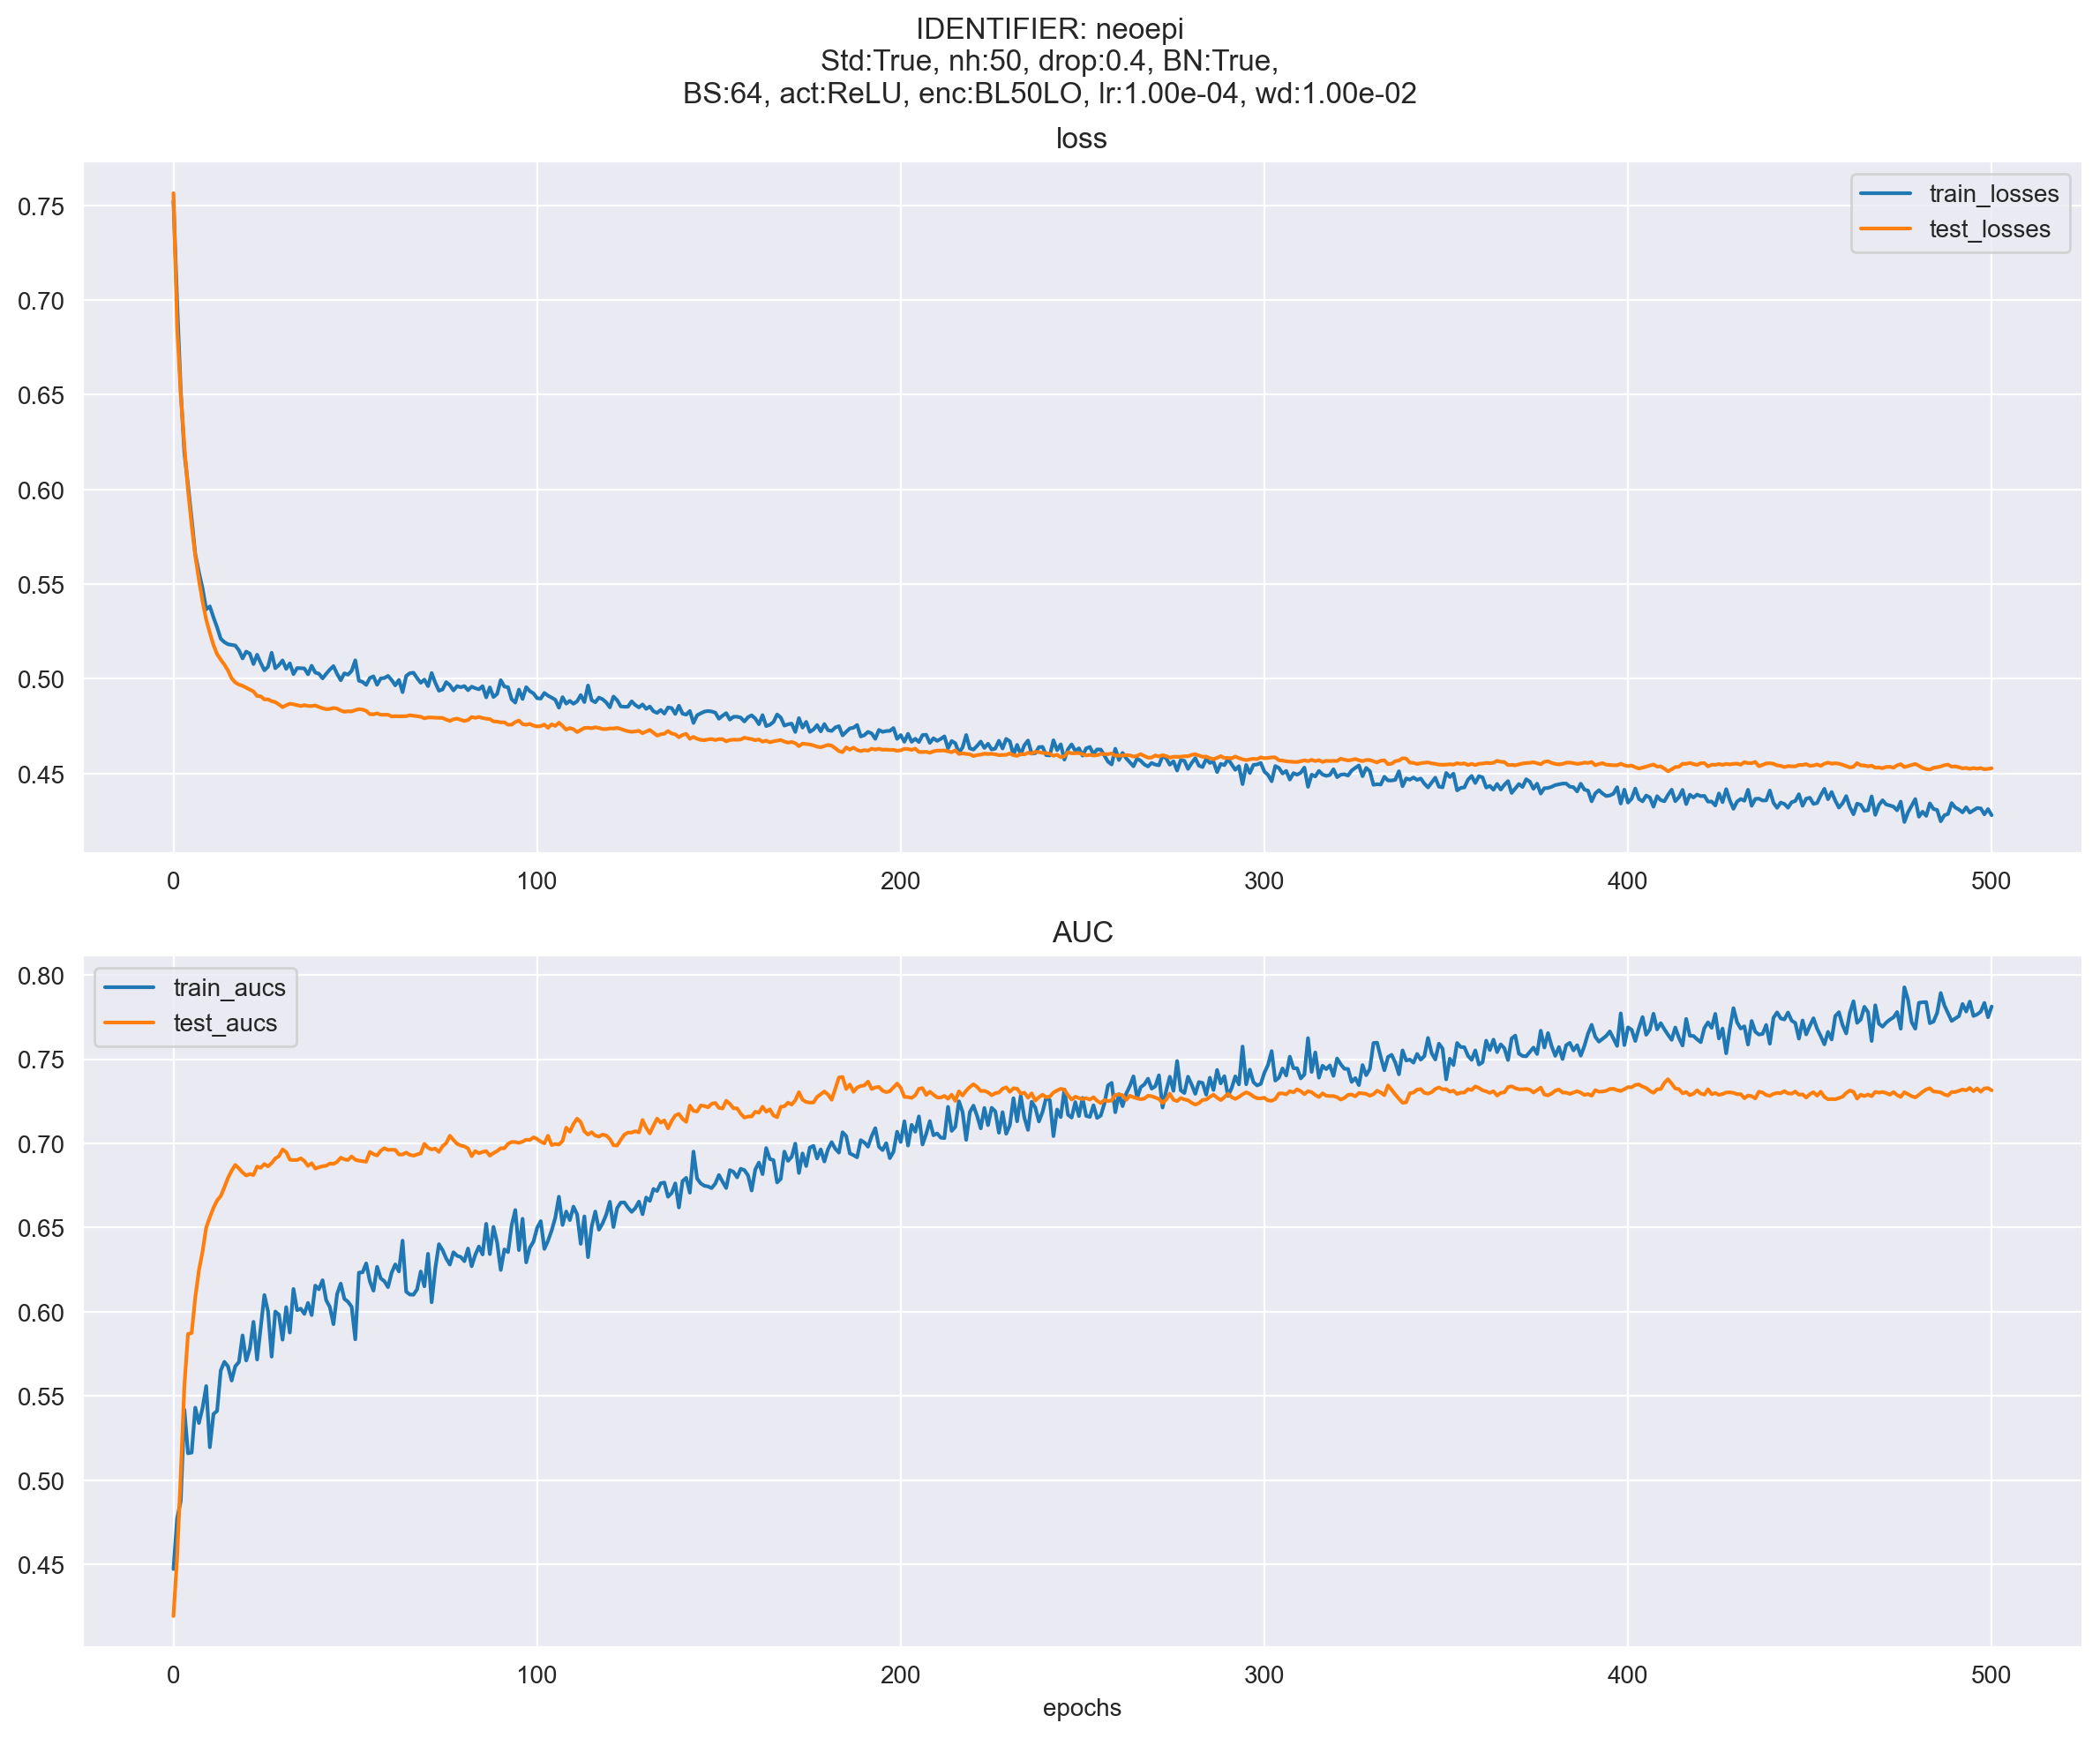 IDENTIFIER: neoepi
Std:True, nh:50, drop:0.4, BN:True,
BS:64, act:ReLU, enc:BL50LO, lr:1.00e-04, wd:1.00e-02
loss
train_losses
test_losses
0.75
0.70
0.65
0.60
0.55
0.50
0.45
0 100 200 300 400 500
AUC
train_aucs
test_aucs
0.80
0.75
0.70
0.65
0.60
0.55
0.50
0.45
0 100 200 300 400 500
epochs